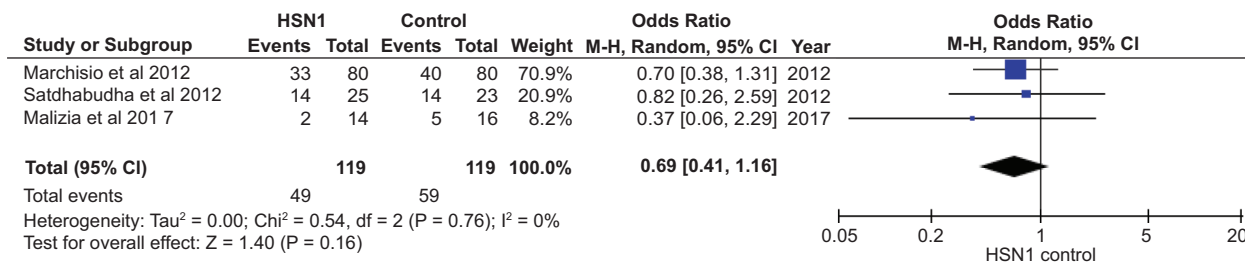 HSN1 Control Odds Ratio Odds Ratio
Study or Subgroup Events Total Events Total Weight M-H, Random, 95% CI Year M-H, Random, 95% CI
Marchisio et al 2012 33 80 40 80 70.9% 0.70 [0.38, 1.31] 2012
Satdhabudha et al 2012 14 25 14 23 20.9% 0.82 [0.26, 2.59] 2012
Malizia et al 201 7 2 14 5 16 8.2% 0.37 [0.06, 2.29] 2017
Total (95% CI) 119 119 100.0% 0.69 [0.41, 1.16]
Total events 49 59
Heterogeneity: Tau² = 0.00; Chi² = 0.54, df = 2 (P = 0.76); I² = 0%
Test for overall effect: Z = 1.40 (P = 0.16)
0.05 0.2 1 5 20
HSN1 control